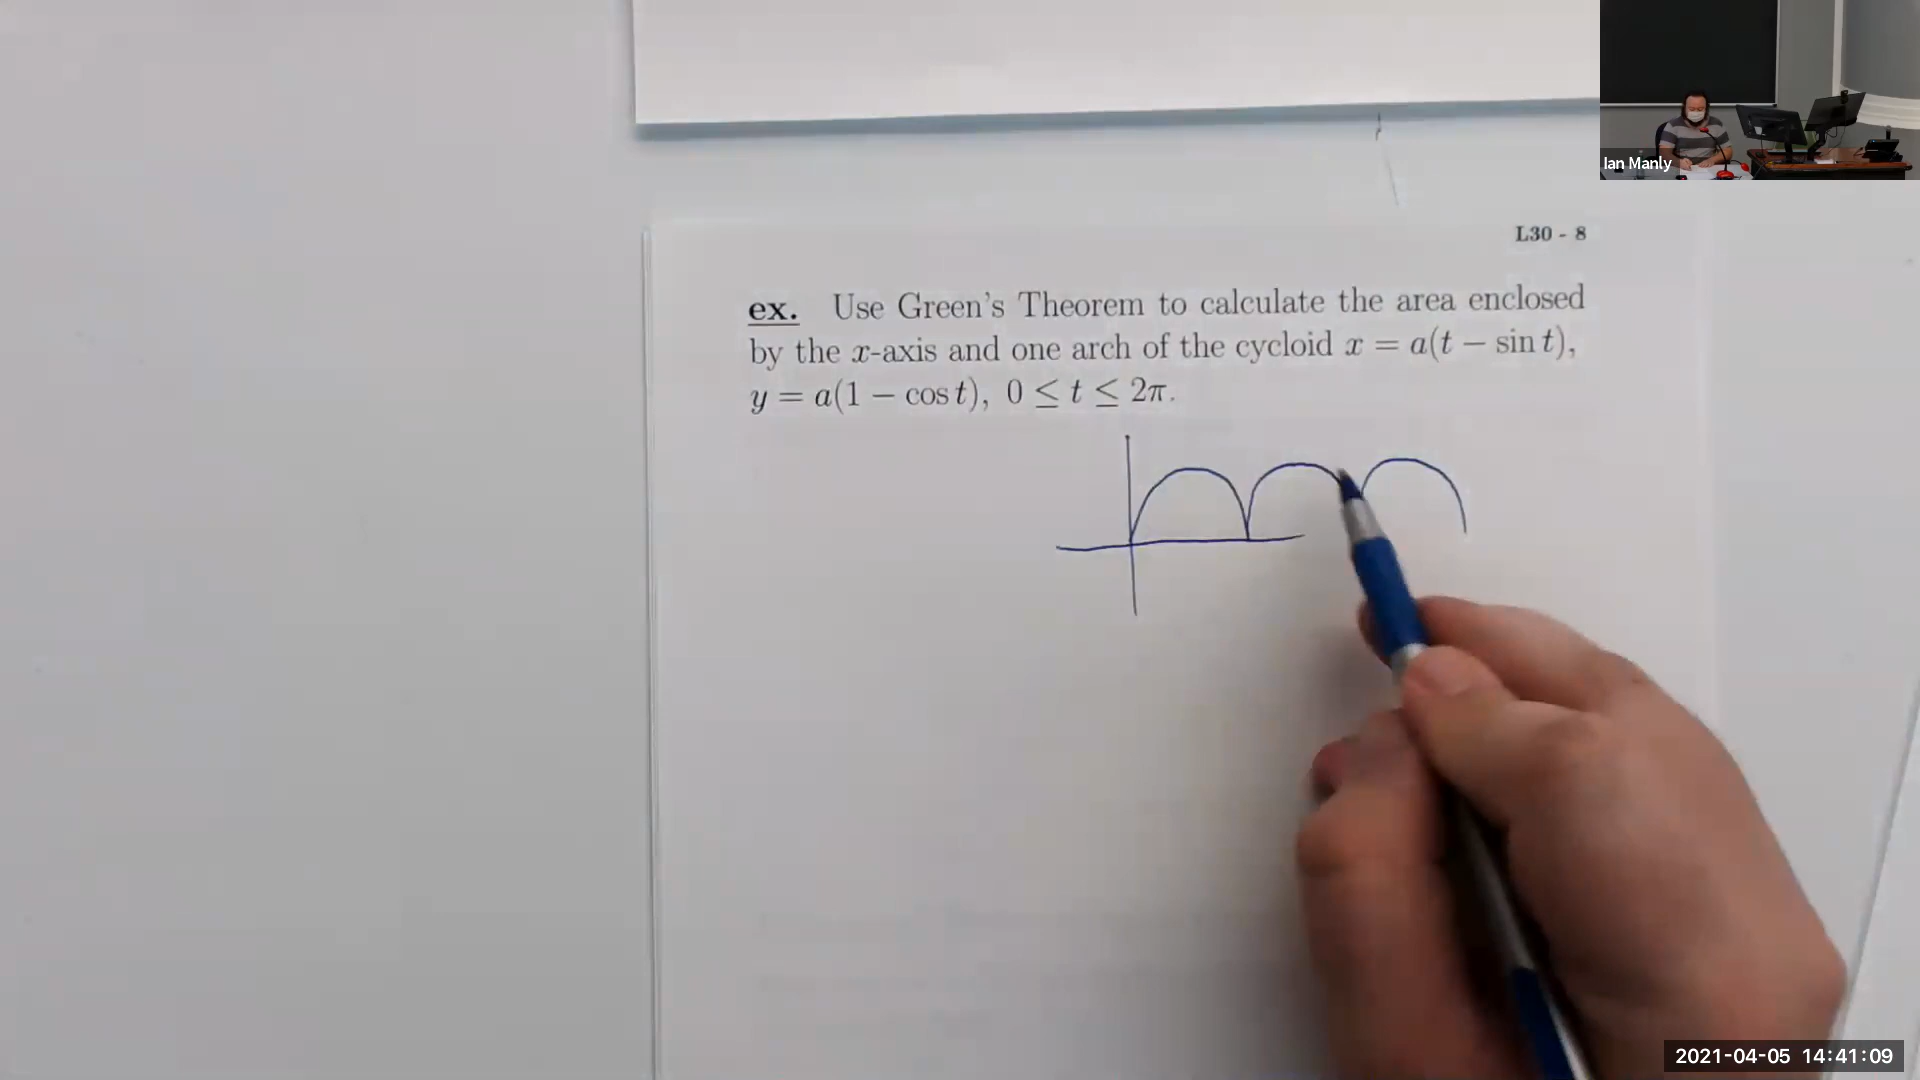 Ian Manly
L30 - 8
ex. Use Green's Theorem to calculate the area enclosed
by the x-axis and one arch of the cycloid x = a(t − sin t),
y = a(1 − cos t), 0 ≤ t ≤ 2π.
2021-04-05 14:41:09